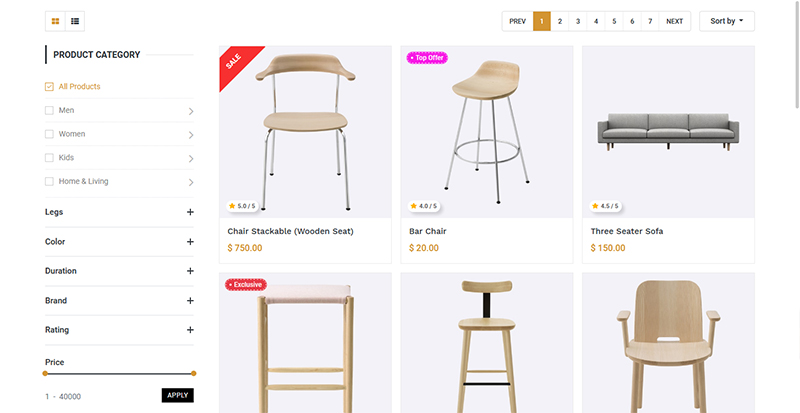 PREV 1 2 3 4 5 6 7 NEXT
Sort by
PRODUCT CATEGORY
All Products
Men
Women
Kids
Home & Living
Legs
Color
Duration
Brand
Rating
Price
1 - 40000
APPLY
SALE
5.0 / 5
Chair Stackable (Wooden Seat)
$ 750.00
Top Offer
4.0 / 5
Bar Chair
$ 20.00
4.5 / 5
Three Seater Sofa
$ 150.00
Exclusive